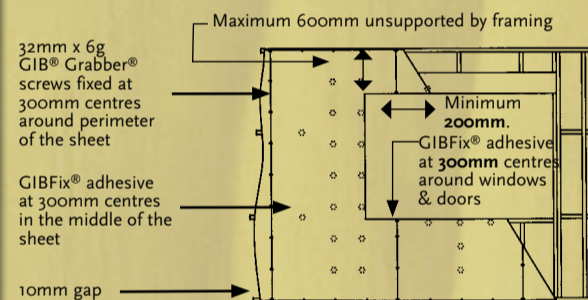 Maximum 600mm unsupported by framing
32mm x 6g
GIB® Grabber®
screws fixed at
300mm centres
around perimeter
of the sheet
Minimum
200mm.
GIBFix® adhesive
at 300mm centres
around windows
& doors
GIBFix® adhesive
at 300mm centres
in the middle of the
sheet
10mm gap